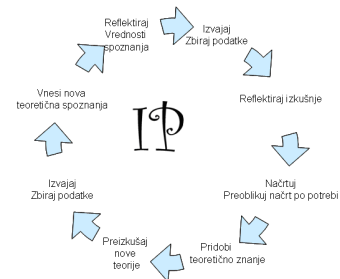 Reflektiraj
Vrednosti
spoznanja
Izvajaj
Zbiraj podatke
Reflektiraj izkušnje
Načrtuj
Preoblikuj načrt po potrebi
Pridobi
teoretično znanje
Preizkušaj
nove
teorije
Izvajaj
Zbiraj podatke
Vnesi nova
teoretična spoznanja
IP